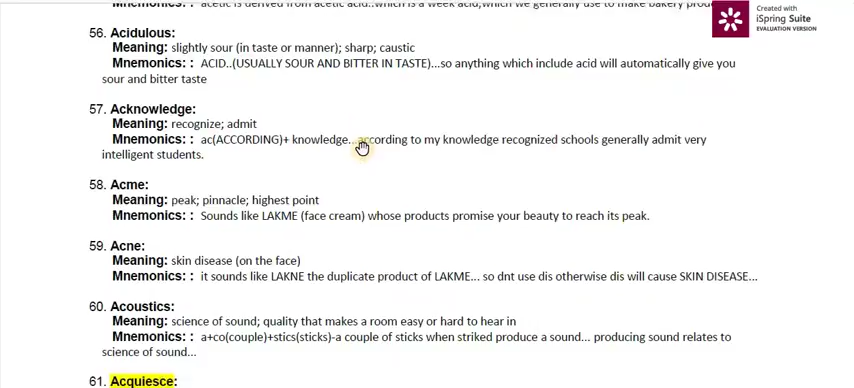 Mnemonics: : acetic is derived from acetic acid..which is a week acid,which we generally use to make bakery
Created with
iSpring Suite
EVALUATION VERSION
56. Acidulous:
Meaning: slightly sour (in taste or manner); sharp; caustic
Mnemonics: : ACID..(USUALLY SOUR AND BITTER IN TASTE)...so anything which include acid will automatically give you
sour and bitter taste
57. Acknowledge:
Meaning: recognize; admit
Mnemonics: : ac(ACCORDING)+ knowledge...according to my knowledge recognized schools generally admit very
intelligent students.
58. Acme:
Meaning: peak; pinnacle; highest point
Mnemonics: : Sounds like LAKME (face cream) whose products promise your beauty to reach its peak.
59. Acne:
Meaning: skin disease (on the face)
Mnemonics: : it sounds like LAKNE the duplicate product of LAKME... so dnt use dis otherwise dis will cause SKIN DISEASE...
60. Acoustics:
Meaning: science of sound; quality that makes a room easy or hard to hear in
Mnemonics: : a+co(couple)+stics(sticks)-a couple of sticks when striked produce a sound... producing sound relates to
science of sound...
61. Acquiesce: